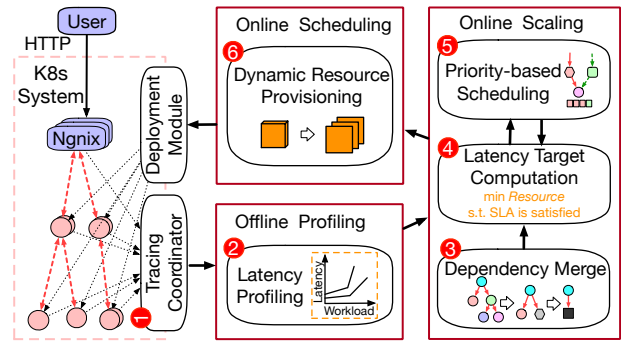 User
HTTP
K8s
System
Ngnix
Deployment
Module
Tracing
Coordinator
1
Online Scheduling
6
Dynamic Resource
Provisioning
Offline Profiling
2
Latency
Profiling
Latency
Workload
Online Scaling
5
Priority-based
Scheduling
4
Latency Target
Computation
min Resource
s.t. SLA is satisfied
3
Dependency Merge